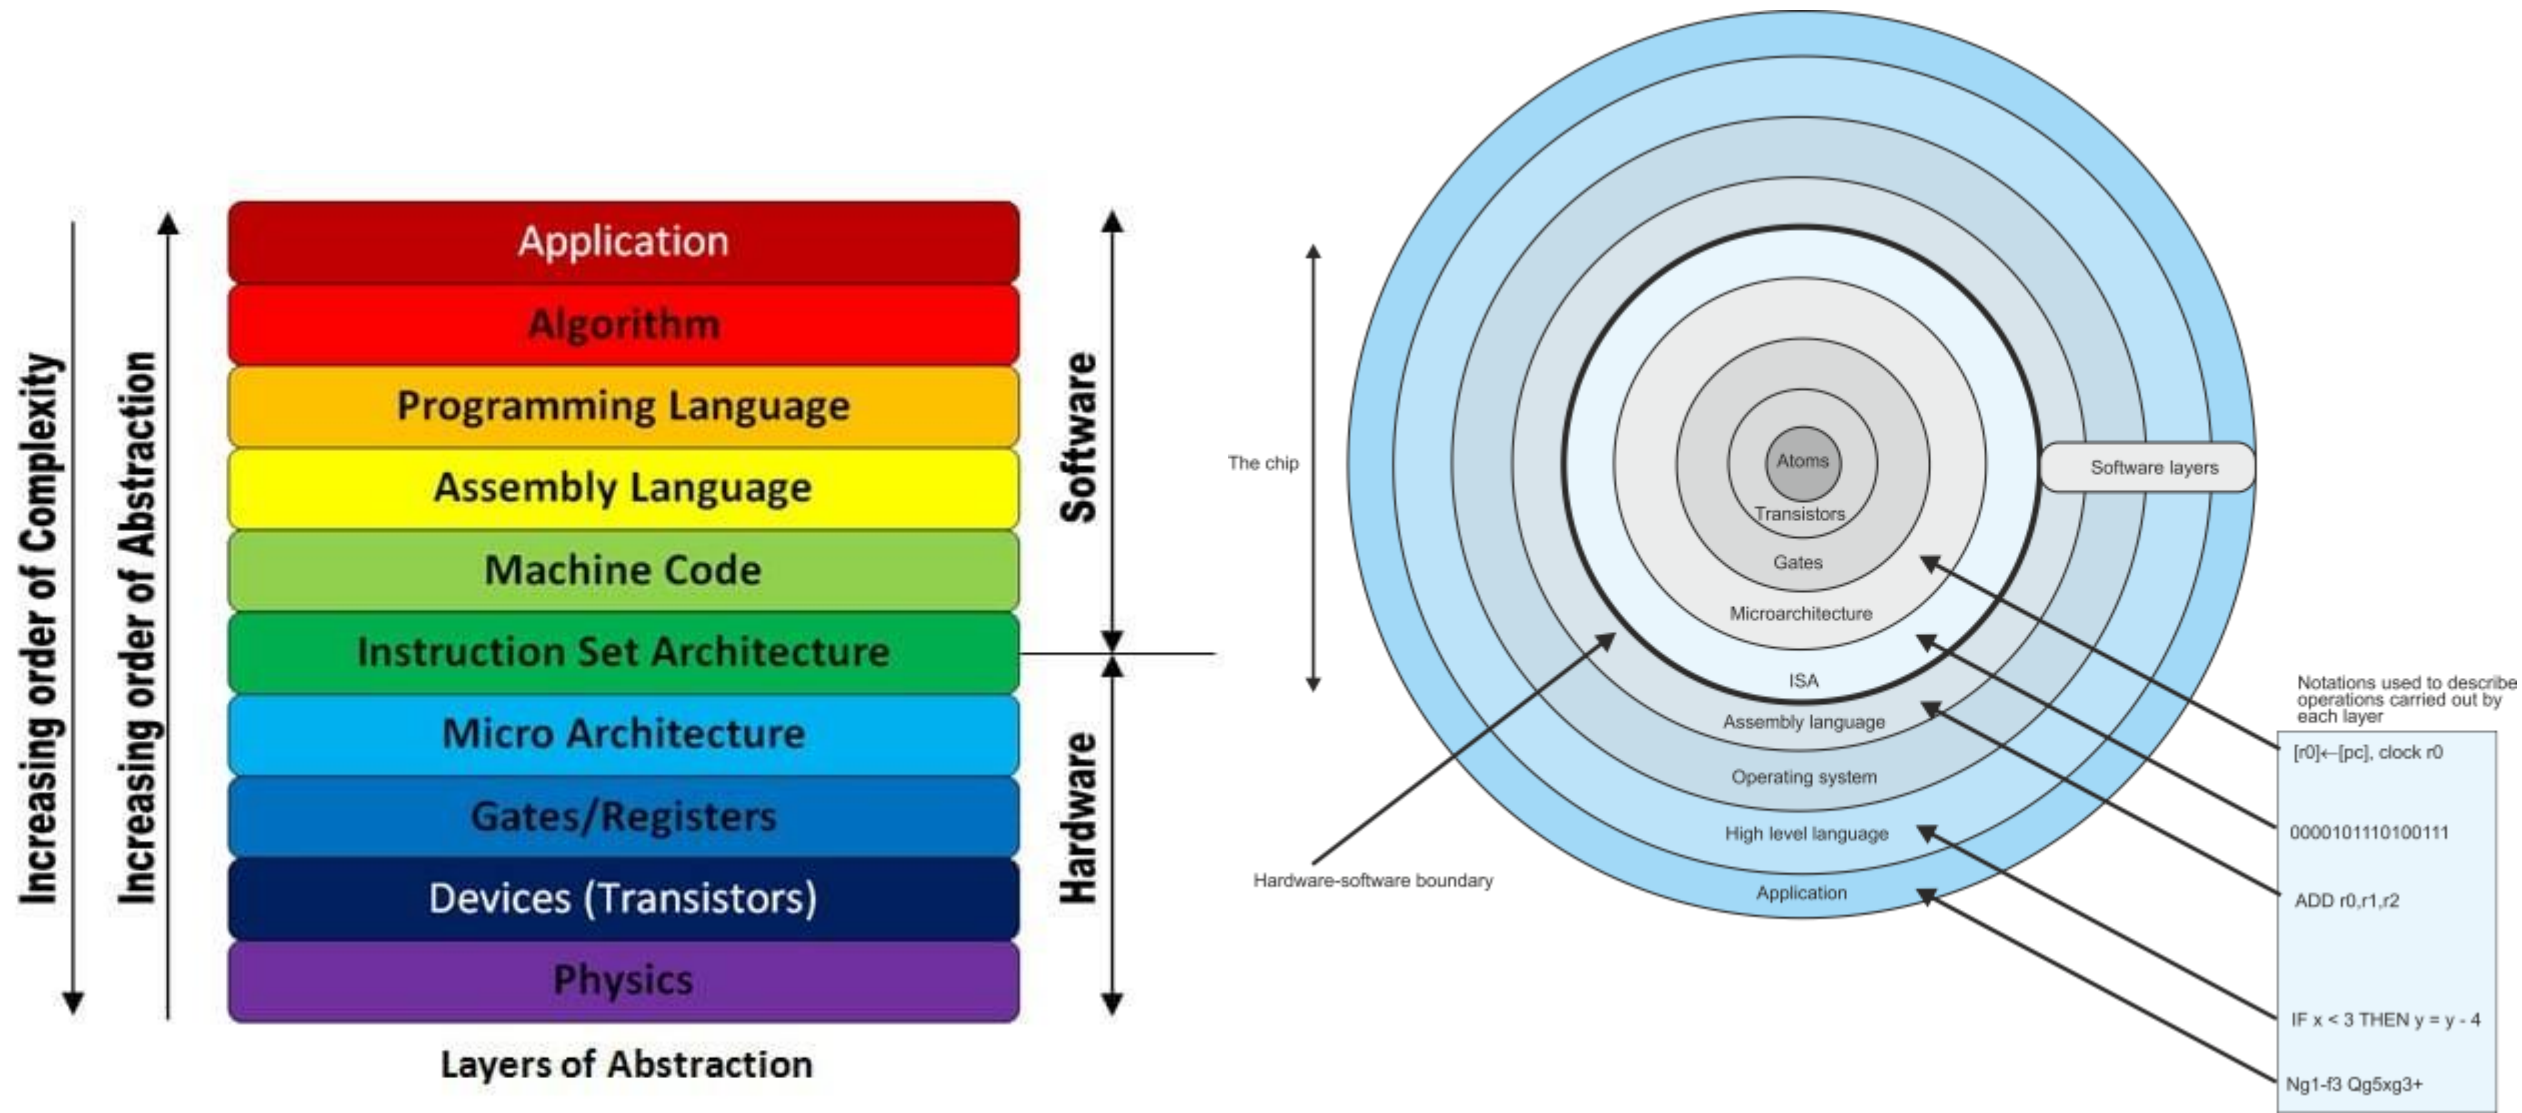 Increasing order of Complexity
Increasing order of Abstraction
Application
Algorithm
Programming Language
Assembly Language
Machine Code
Instruction Set Architecture
Micro Architecture
Gates/Registers
Devices (Transistors)
Physics
Layers of Abstraction
Software
Hardware
The chip
Hardware-software boundary
Atoms
Transistors
Gates
Microarchitecture
ISA
Assembly language
Operating system
High level language
Application
Software layers
Notations used to describe
operations carried out by
each layer
[r0]←[pc], clock r0
0000101110100111
ADD r0,r1,r2
IF x < 3 THEN y = y - 4
Ng1-f3 Qg5xg3+